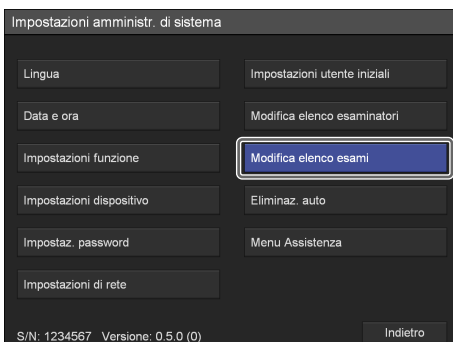 Impostazioni amministr. di sistema
Lingua
Impostazioni utente iniziali
Data e ora
Modifica elenco esaminatori
Impostazioni funzione
Modifica elenco esami
Impostazioni dispositivo
Eliminaz. auto
Impostaz. password
Menu Assistenza
Impostazioni di rete
S/N: 1234567 Versione: 0.5.0 (0)
Indietro